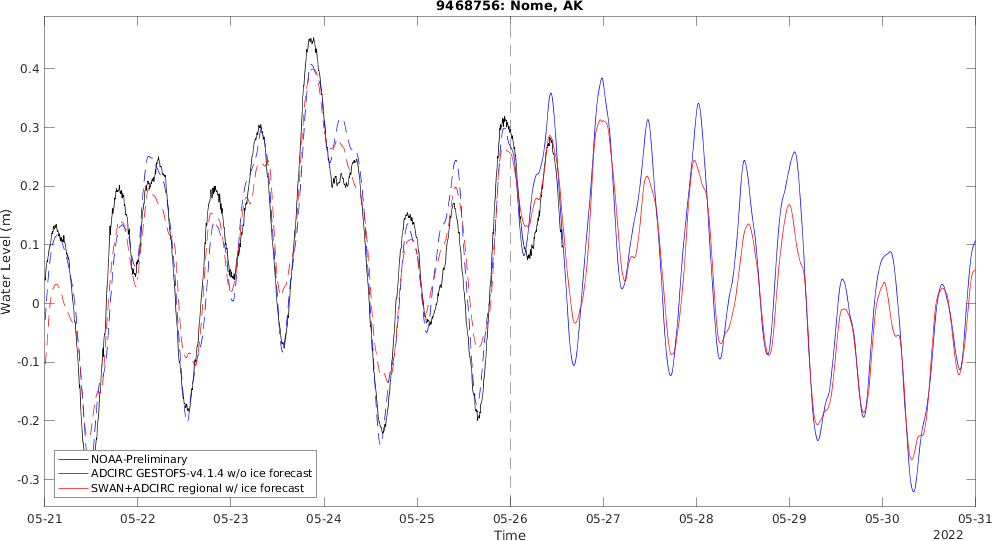 9468756: Nome, AK
Water Level (m)
0.4
0.3
0.2
0.1
0
-0.1
-0.2
-0.3
NOAA-Preliminary
ADCIRC GESTOFS-v4.1.4 w/o ice forecast
SWAN+ADCIRC regional w/ ice forecast
05-21 05-22 05-23 05-24 05-25 05-26 05-27 05-28 05-29 05-30 05-31
Time
2022